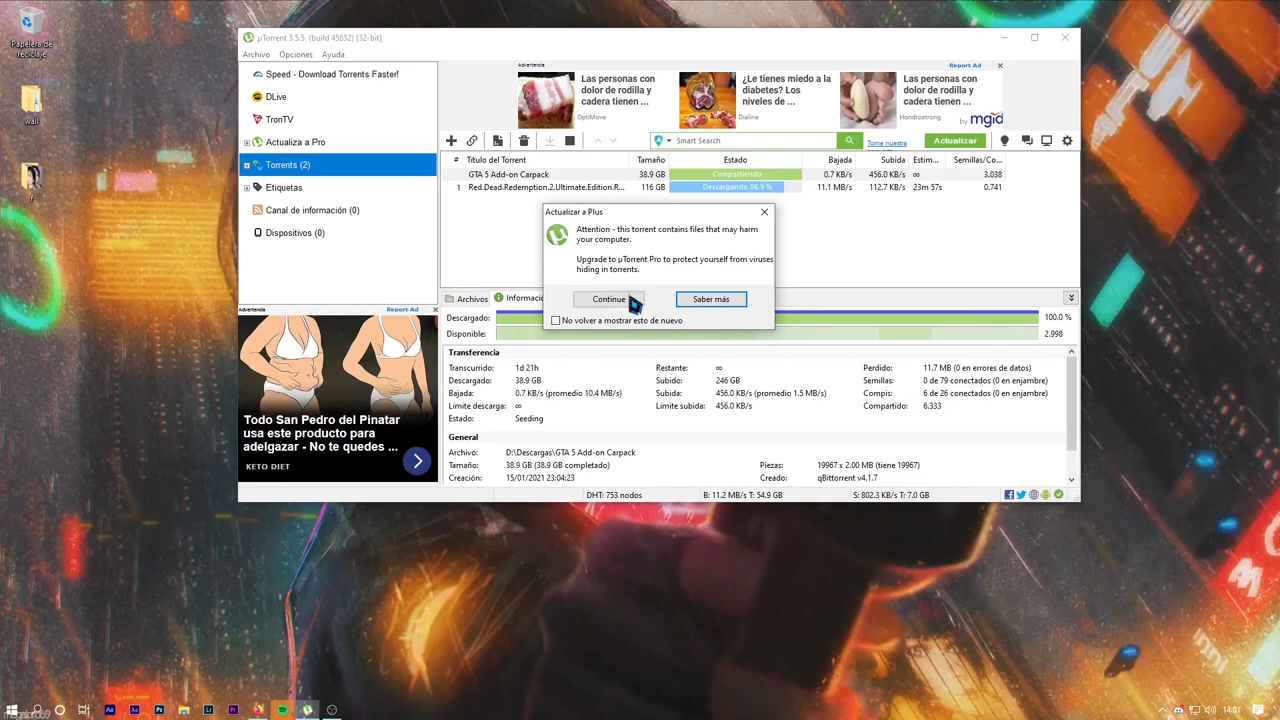 Papelera de
reciclaje
wall
µTorrent 3.5.5 (build 45852) [32-bit]
Archivo Opciones Ayuda
Speed - Download Torrents Faster!
DLive
TronTV
Actualiza a Pro
Torrents (2)
Etiquetas
Canal de información (0)
Dispositivos (0)
Advertencia Report Ad
Todo San Pedro del Pinatar
usa este producto para
adelgazar - No te quedes ...
KETO DIET
Advertencia Report Ad
Las personas con
dolor de rodilla y
cadera tienen ...
OptiMove
¿Le tienes miedo a la
diabetes? Los
niveles de ...
Dialine
Las personas con
dolor de rodilla y
cadera tienen ...
Hondrostrong
by mgid
Smart Search
Tome nuestra
Actualizar
# Título del Torrent Tamaño Estado Bajada Subida Estim... Semillas/Co...
GTA 5 Add-on Carpack 38.9 GB Compartiendo 0.7 KB/s 456.0 KB/s ∞ 3.038
1 Red.Dead.Redemption.2.Ultimate.Edition.R... 116 GB Descargando 86.9 % 11.1 MB/s 112.7 KB/s 23m 57s 0.741
Actualizar a Plus
Attention - this torrent contains files that may harm
your computer.
Upgrade to µTorrent Pro to protect yourself from viruses
hiding in torrents.
Continue Saber más
No volver a mostrar esto de nuevo
Archivos Informaci
Descargado: 100.0 %
Disponible: 2.998
Transferencia
Transcurrido: 1d 21h Restante: ∞ Perdido: 11.7 MB (0 en errores de datos)
Descargado: 38.9 GB Subido: 246 GB Semillas: 0 de 79 conectados (0 en enjambre)
Bajada: 0.7 KB/s (promedio 10.4 MB/s) Subida: 456.0 KB/s (promedio 1.5 MB/s) Compis: 6 de 26 conectados (0 en enjambre)
Límite descarga: ∞ Límite subida: 456.0 KB/s Compartido: 6.333
Estado: Seeding
General
Archivo: D:\Descargas\GTA 5 Add-on Carpack
Tamaño: 38.9 GB (38.9 GB completado) Piezas: 19967 x 2.00 MB (tiene 19967)
Creación: 15/01/2021 23:04:23 Creado: qBittorrent v4.1.7
DHT: 753 nodos B: 11.2 MB/s T: 54.9 GB S: 802.3 KB/s T: 7.0 GB
Ae Ae Ps Lr Pr
14:01